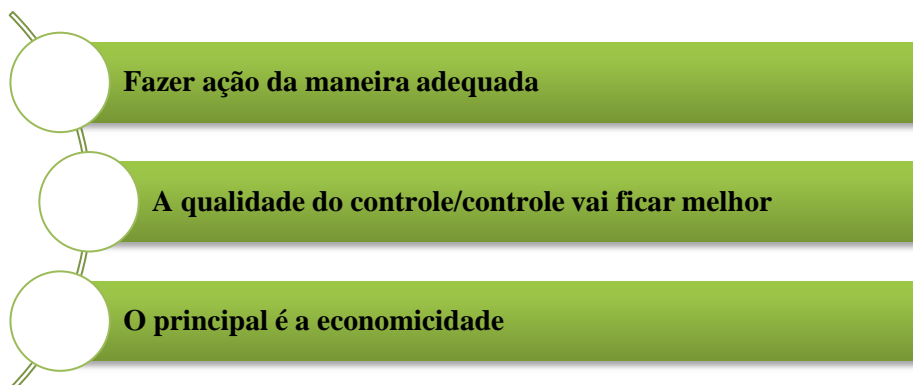 Fazer ação da maneira adequada
A qualidade do controle/controle vai ficar melhor
O principal é a economicidade